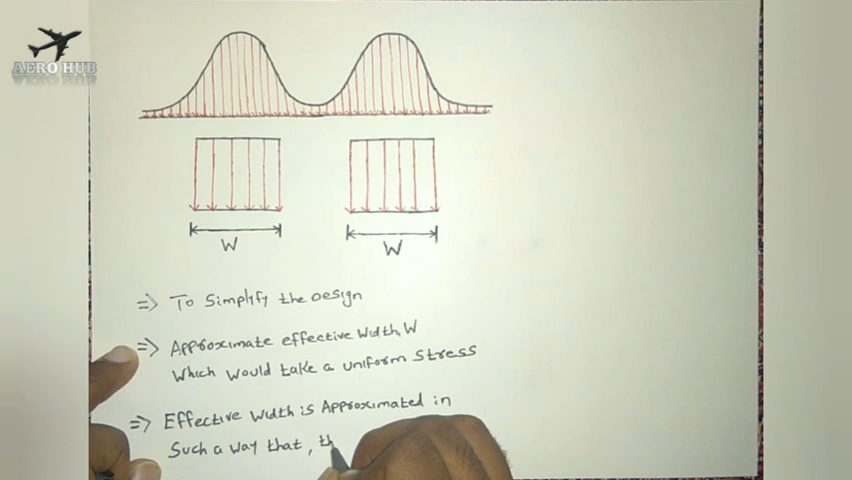 AERO HUB
W W
=> To Simplify the Design
=> Approximate effective width, W
Which would take a uniform stress
=> Effective width is Approximated in
Such a way that, th